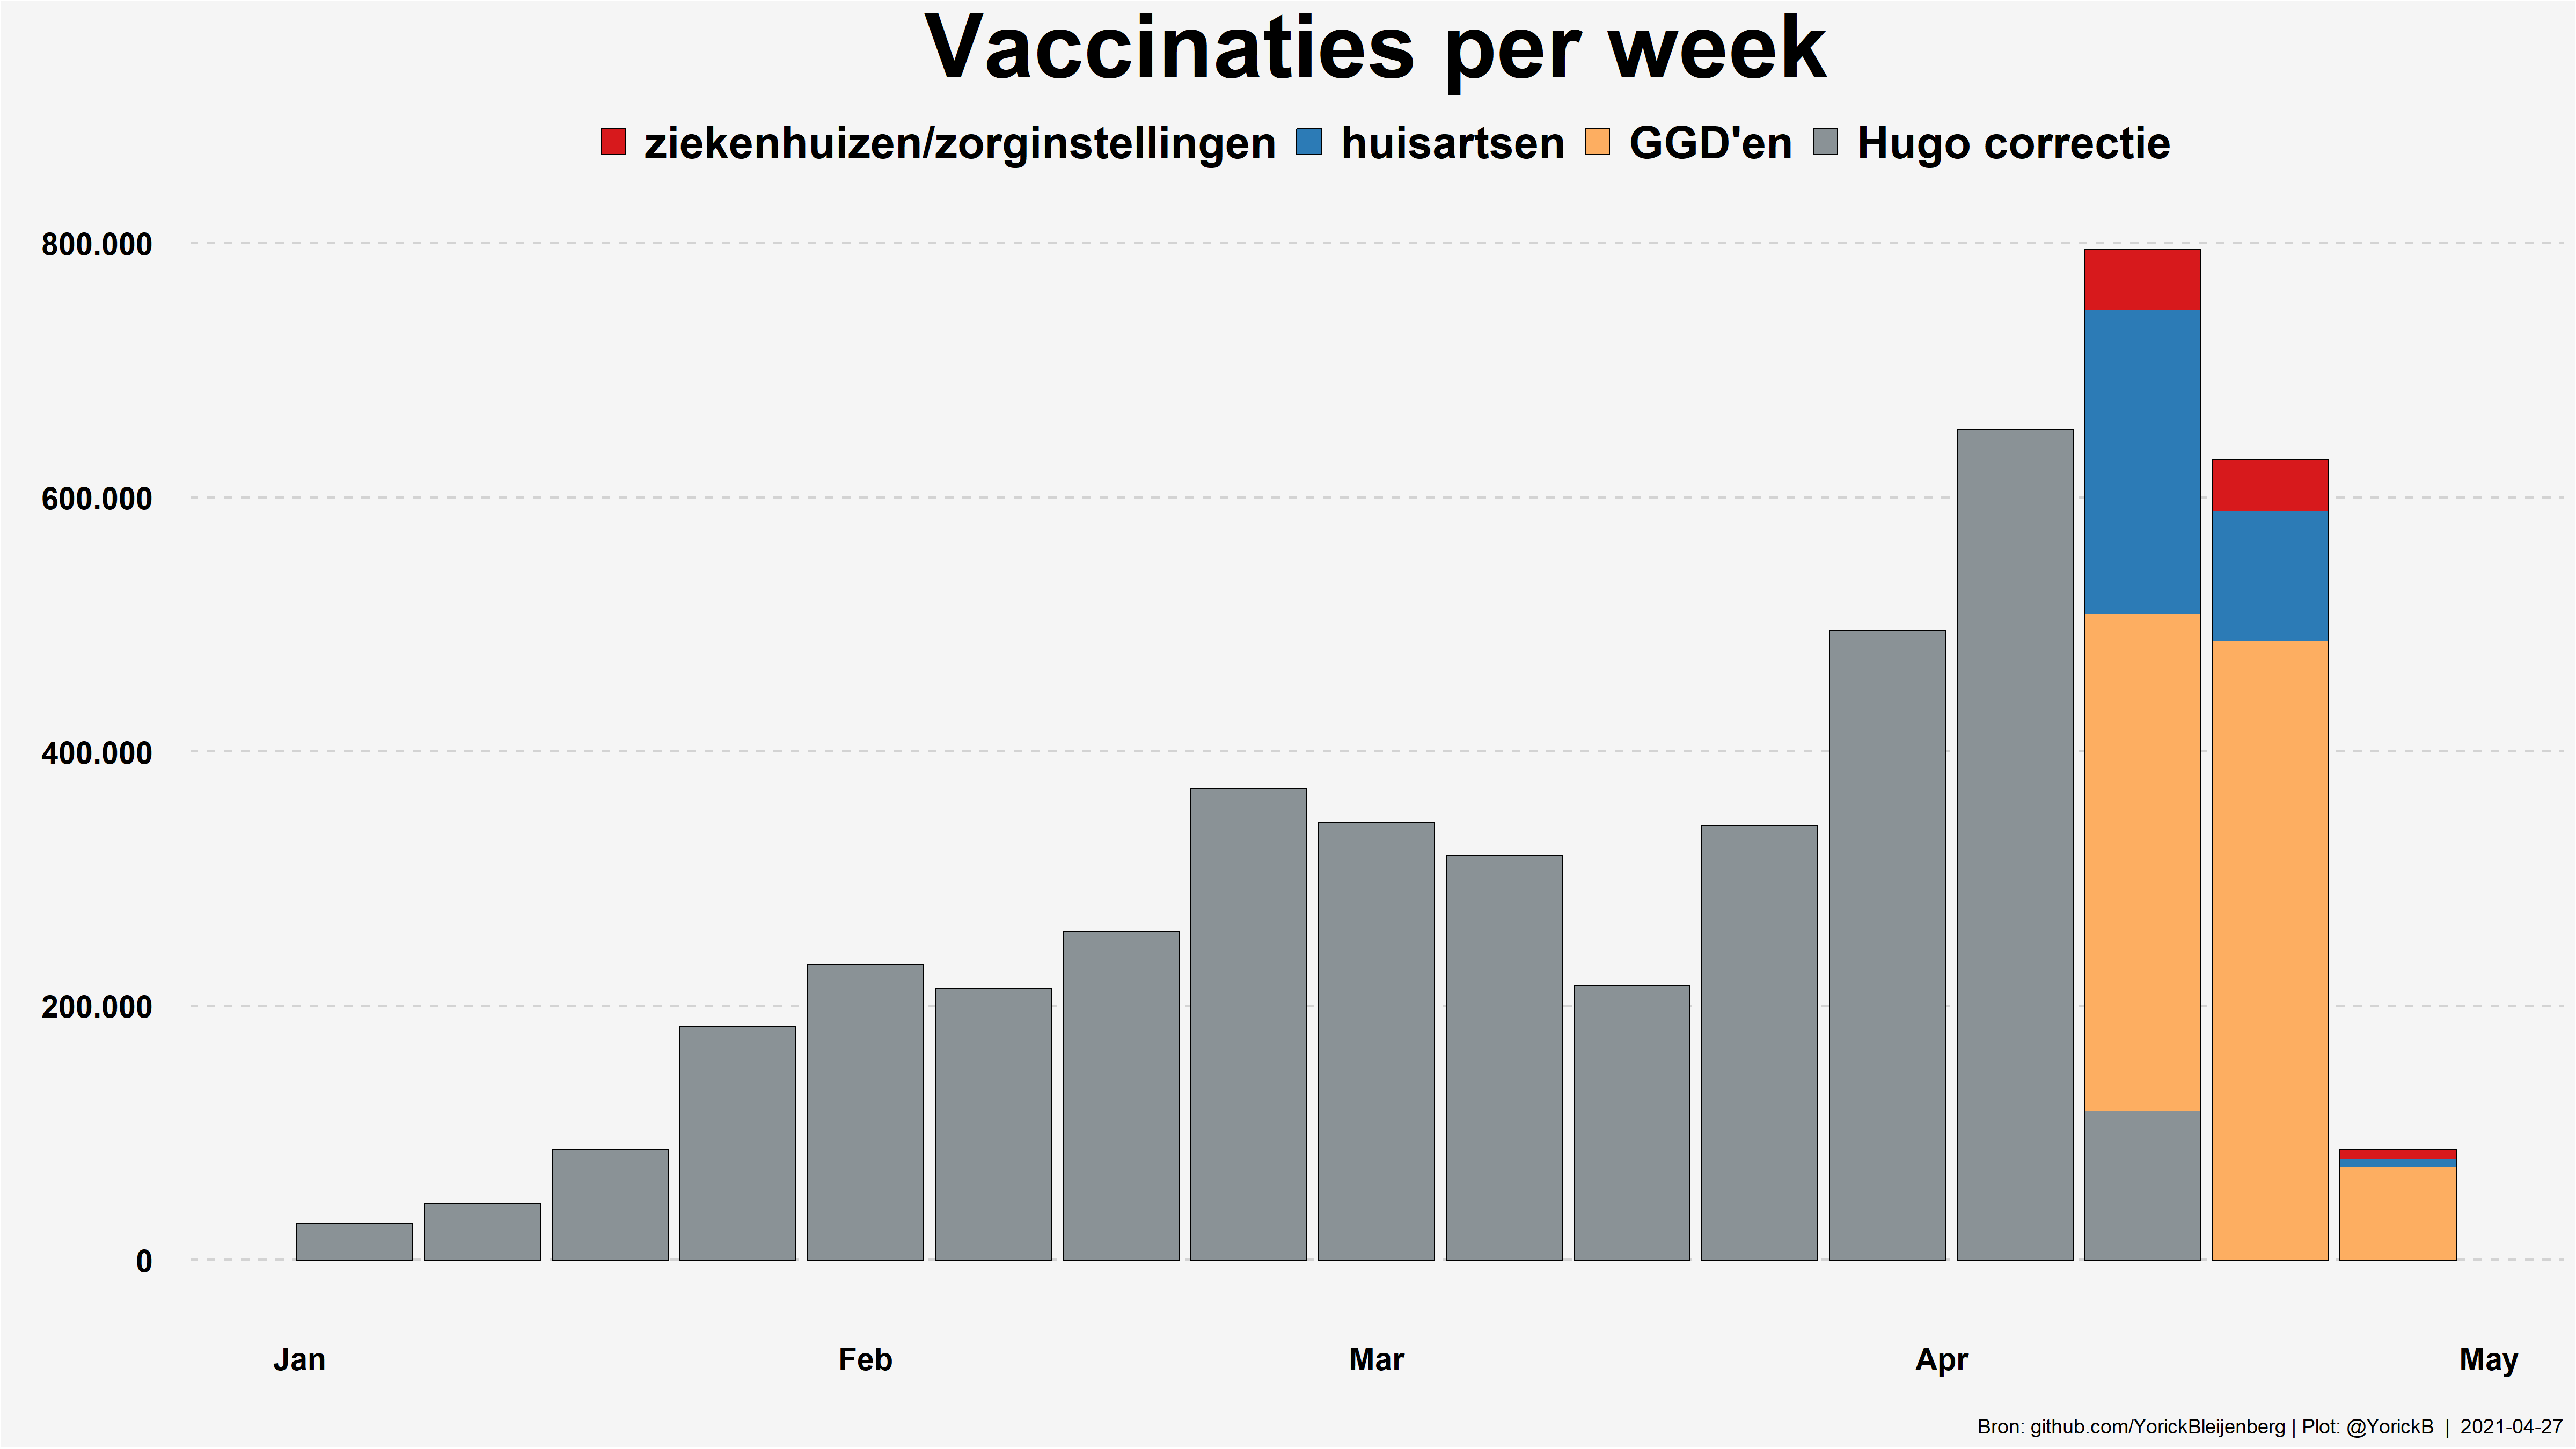 Vaccinaties per week
ziekenhuizen/zorginstellingen huisartsen GGD'en Hugo correctie
800.000
600.000
400.000
200.000
0
Jan Feb Mar Apr May
Bron: github.com/YorickBleijenberg | Plot: @YorickB | 2021-04-27